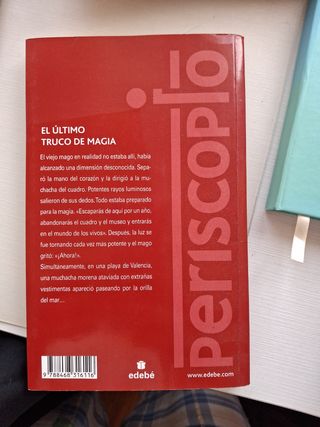 EL ÚLTIMO
TRUCO DE MAGIA
El viejo mago en realidad no estaba allí, había
alcanzado una dimensión desconocida. Sepa-
ró la mano del corazón y la dirigió a la mu-
chacha del cuadro. Potentes rayos luminosos
salieron de sus dedos. Todo estaba preparado
para la magia. «Escaparás de aquí por un año,
abandonarás el cuadro y el museo y entrarás
en el mundo de los vivos». Después, la luz se
fue tornando cada vez más potente y el mago
gritó: «¡Ahora!».
Simultáneamente, en una playa de Valencia,
una muchacha morena ataviada con extrañas
vestimentas apareció paseando por la orilla
del mar...
periscopio
9 788468 316116
edebé
www.edebe.com